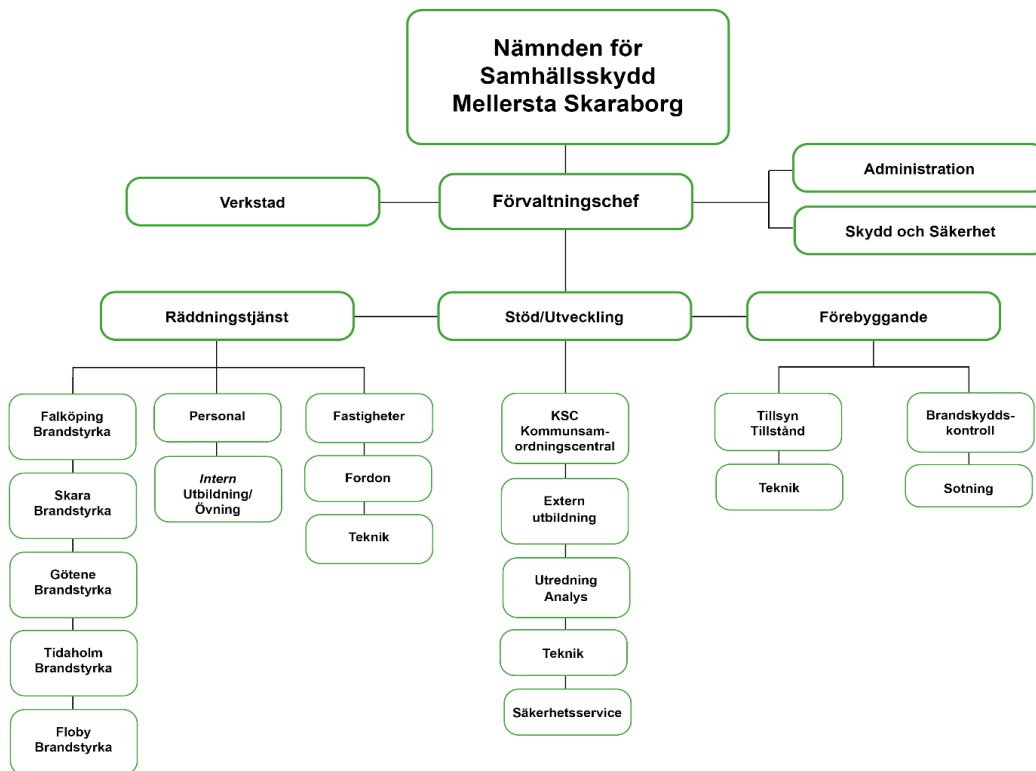 Nämnden för
Samhällsskydd
Mellersta Skaraborg
Administration
Verkstad
Förvaltningschef
Skydd och Säkerhet
Räddningstjänst
Stöd/Utveckling
Förebyggande
Falköping
Brandstyrka
Skara
Brandstyrka
Götene
Brandstyrka
Tidaholm
Brandstyrka
Floby
Brandstyrka
Personal
Intern
Utbildning/
Övning
Fastigheter
Fordon
Teknik
KSC
Kommunsam-
ordningscentral
Extern
utbildning
Utredning
Analys
Teknik
Säkerhetsservice
Tillsyn
Tillstånd
Teknik
Brandskydds-
kontroll
Sotning